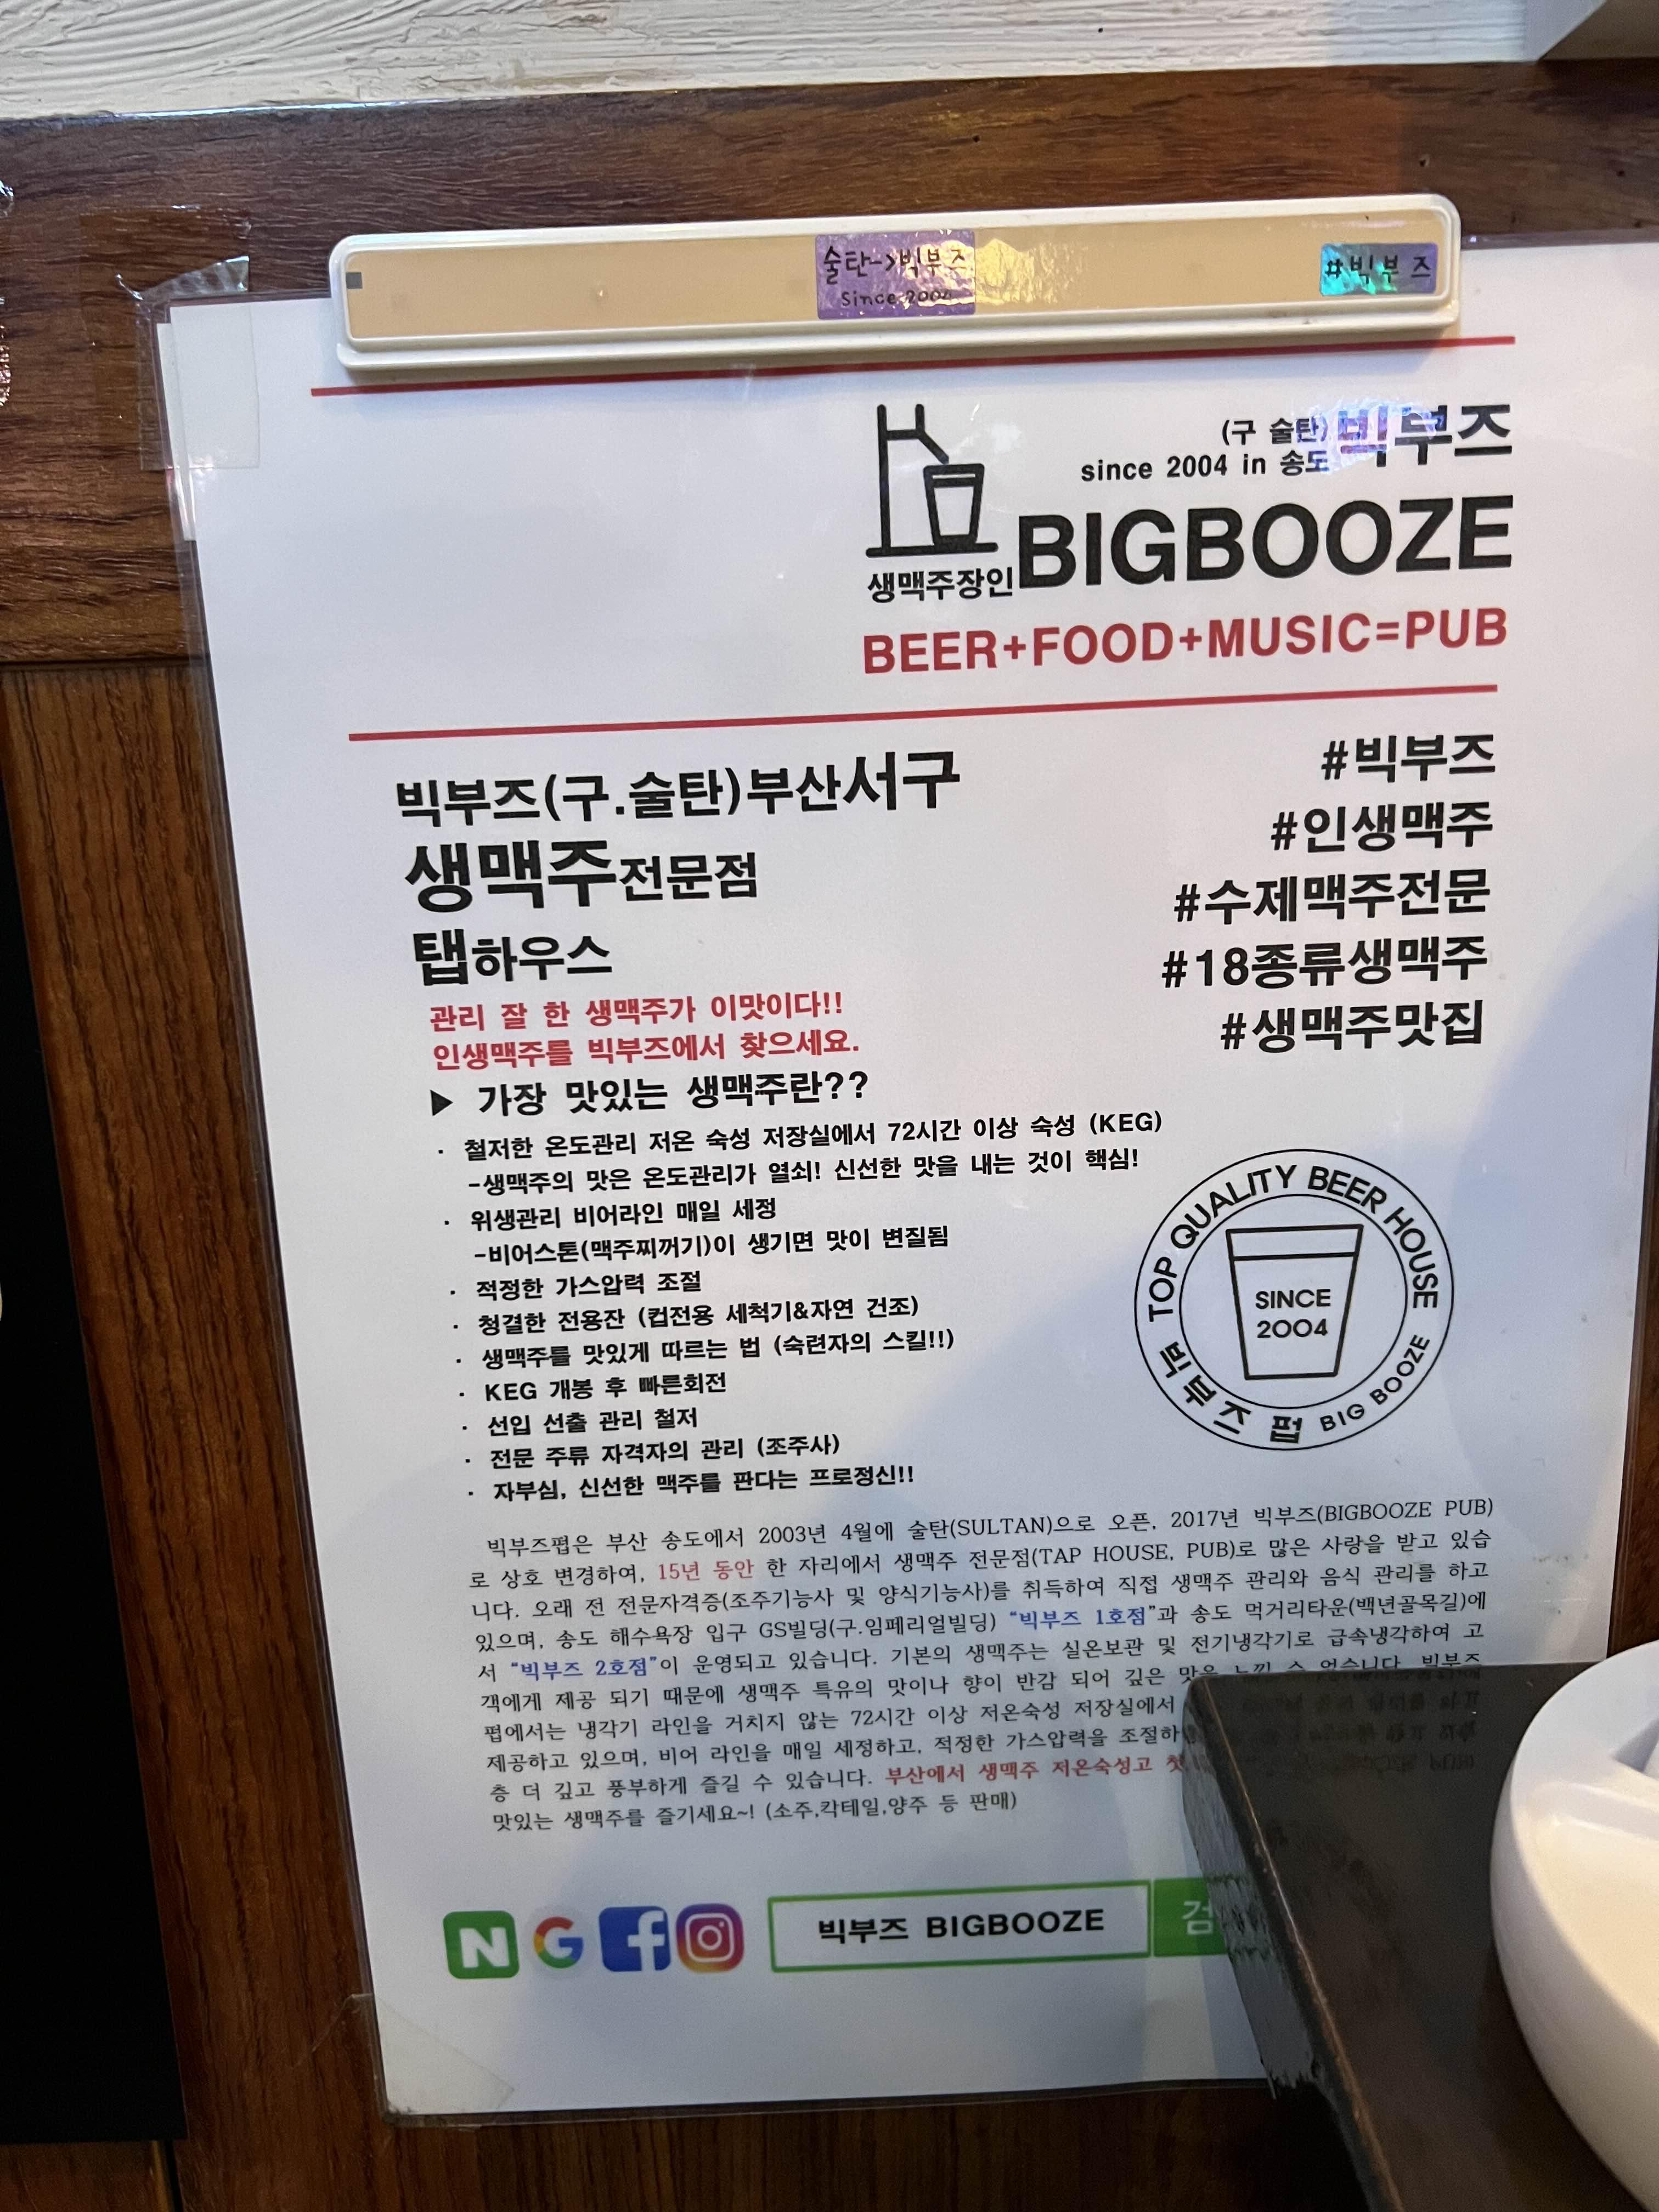 술탄->빅부즈
since 2004
#빅부즈
(구 술탄) 빅부즈
since 2004 in 송도
BIGBOOZE
생맥주장인
BEER+FOOD+MUSIC=PUB
빅부즈(구.술탄)부산서구
생맥주전문점
탭하우스
#빅부즈
#인생맥주
#수제맥주전문
#18종류생맥주
#생맥주맛집
관리 잘 한 생맥주가 이맛이다!!
인생맥주를 빅부즈에서 찾으세요.
▶ 가장 맛있는 생맥주란??
· 철저한 온도관리 저온 숙성 저장실에서 72시간 이상 숙성 (KEG)
-생맥주의 맛은 온도관리가 열쇠! 신선한 맛을 내는 것이 핵심!
· 위생관리 비어라인 매일 세정
-비어스톤(맥주찌꺼기)이 생기면 맛이 변질됨
· 적정한 가스압력 조절
· 청결한 전용잔 (컵전용 세척기&자연 건조)
· 생맥주를 맛있게 따르는 법 (숙련자의 스킬!!)
· KEG 개봉 후 빠른회전
· 선입 선출 관리 철저
· 전문 주류 자격자의 관리 (조주사)
· 자부심, 신선한 맥주를 판다는 프로정신!!
TOP QUALITY BEER HOUSE
SINCE
2004
빅부즈 펍 BIG BOOZE
빅부즈펍은 부산 송도에서 2003년 4월에 술탄(SULTAN)으로 오픈, 2017년 빅부즈(BIGBOOZE PUB)
로 상호 변경하여, 15년 동안 한 자리에서 생맥주 전문점(TAP HOUSE, PUB)로 많은 사랑을 받고 있습
니다. 오래 전 전문자격증(조주기능사 및 양식기능사)를 취득하여 직접 생맥주 관리와 음식 관리를 하고
있으며, 송도 해수욕장 입구 GS빌딩(구.임페리얼빌딩) “빅부즈 1호점”과 송도 먹거리타운(백년골목길)에
서 “빅부즈 2호점”이 운영되고 있습니다. 기본의 생맥주는 실온보관 및 전기냉각기로 급속냉각하여 고
객에게 제공 되기 때문에 생맥주 특유의 맛이나 향이 반감 되어 깊은 맛을 느낄 수 없습니다. 빅부즈
펍에서는 냉각기 라인을 거치지 않는 72시간 이상 저온숙성 저장실에서
제공하고 있으며, 비어 라인을 매일 세정하고, 적정한 가스압력을
층 더 깊고 풍부하게 즐길 수 있습니다. 부산에서 생맥주 저온숙성고
맛있는 생맥주를 즐기세요~! (소주,칵테일,양주 등 판매)
N G f
빅부즈 BIGBOOZE